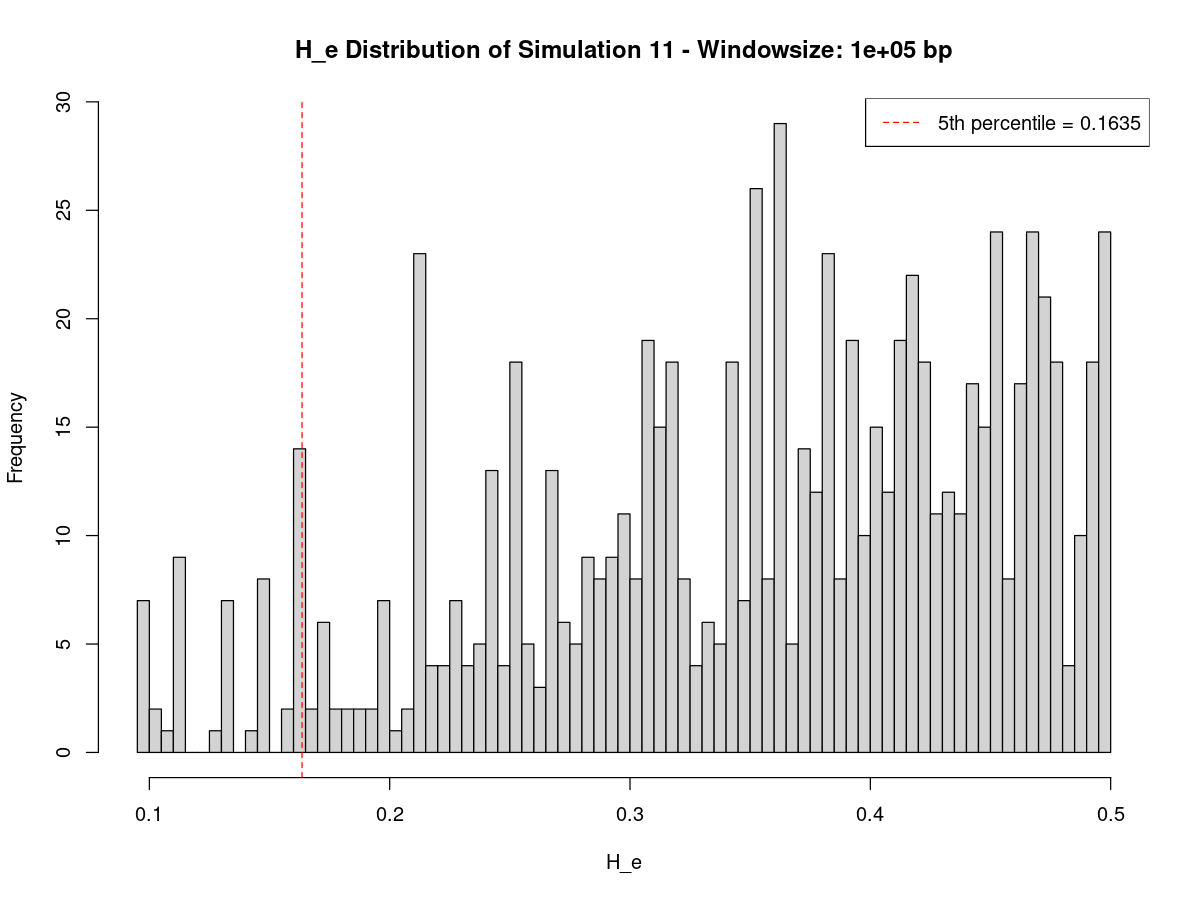 H_e Distribution of Simulation 11 - Windowsize: 1e+05 bp
5th percentile = 0.1635
Frequency
30
25
20
15
10
5
0
0.1 0.2 0.3 0.4 0.5
H_e